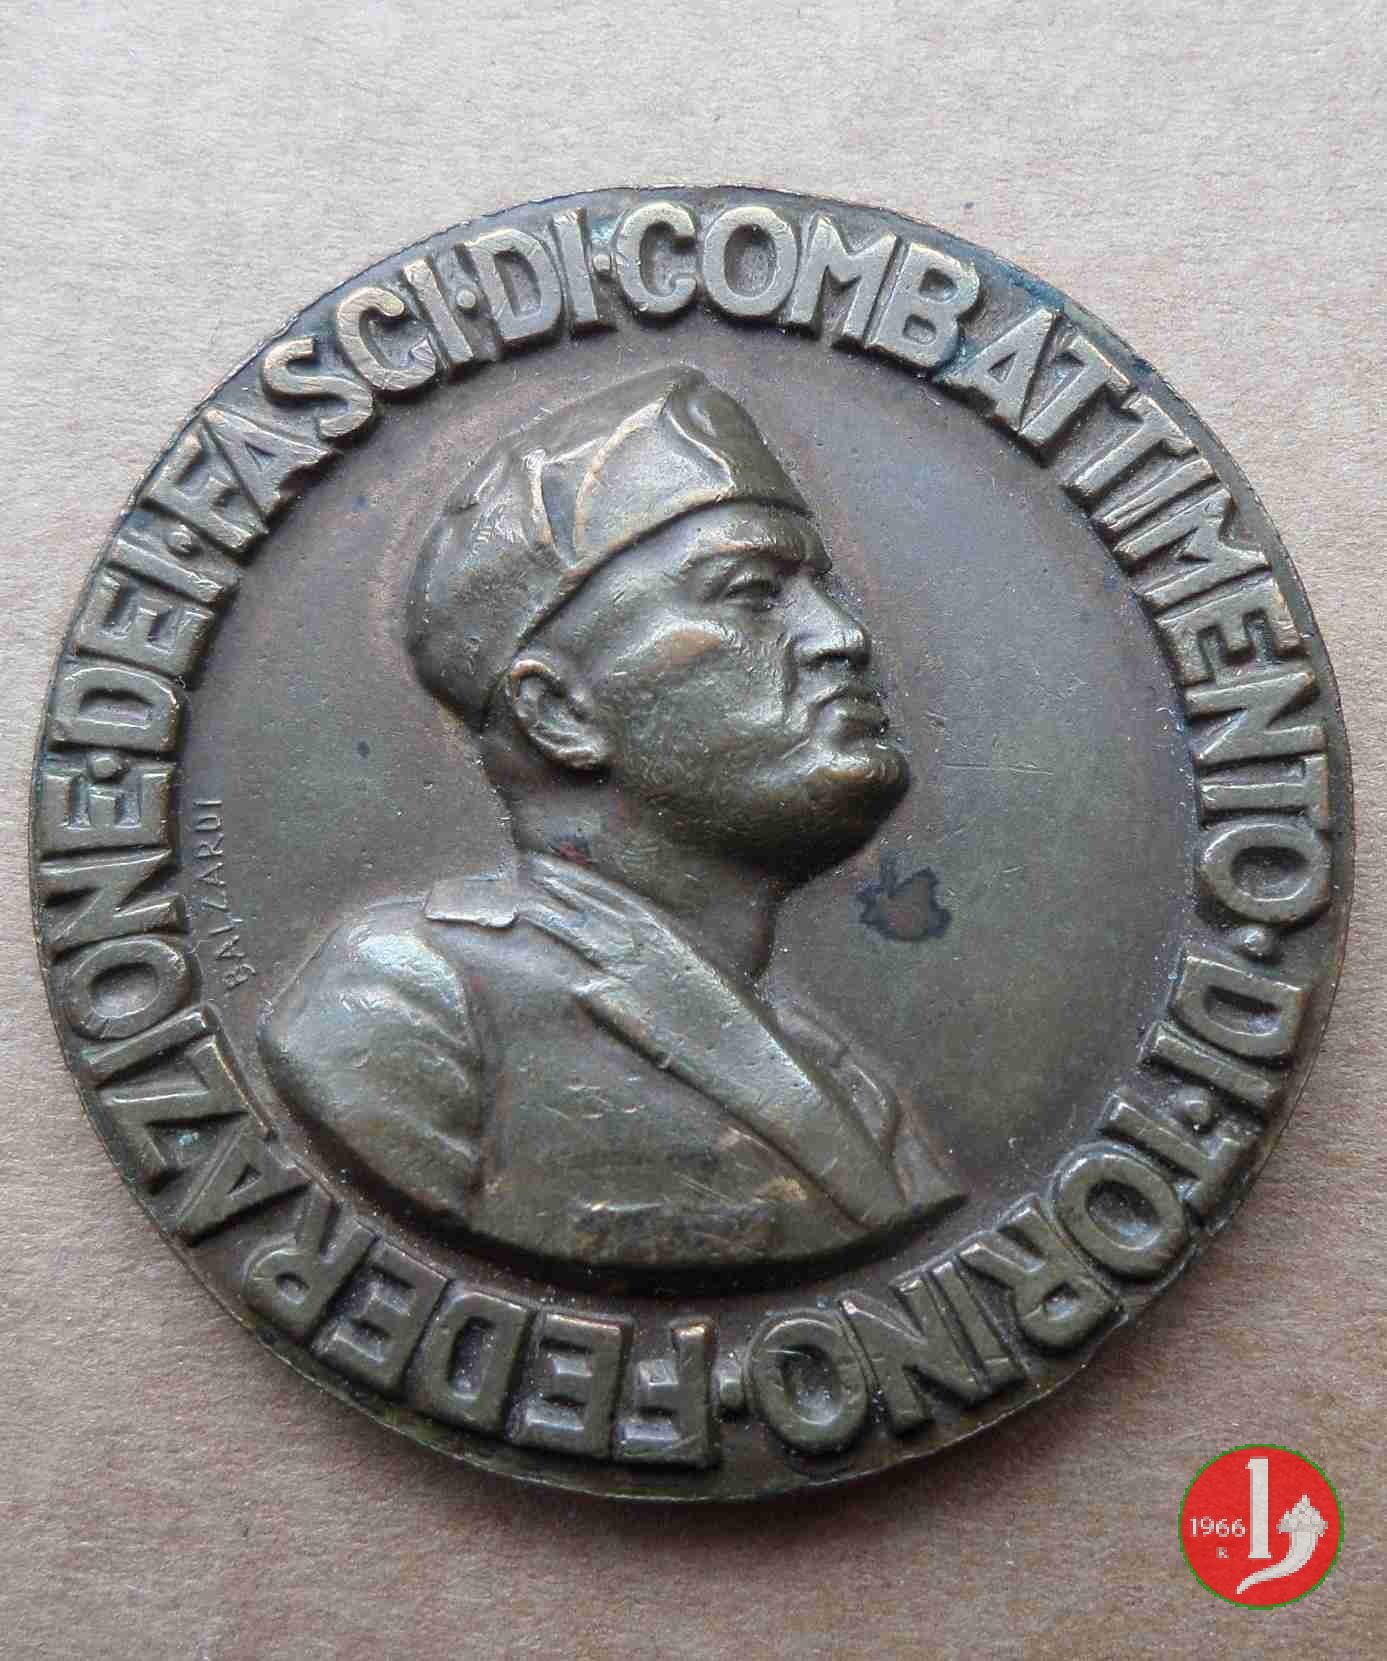 FEDERAZIONE·DEI·FASCI·DI·COMBATTIMENTO·DI·TORINO·
BALZARDI
1966
R